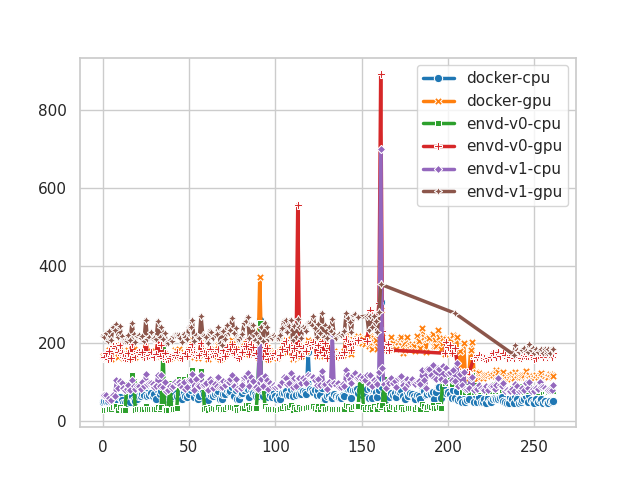 docker-cpu
docker-gpu
envd-v0-cpu
envd-v0-gpu
envd-v1-cpu
envd-v1-gpu
800
600
400
200
0
0 50 100 150 200 250